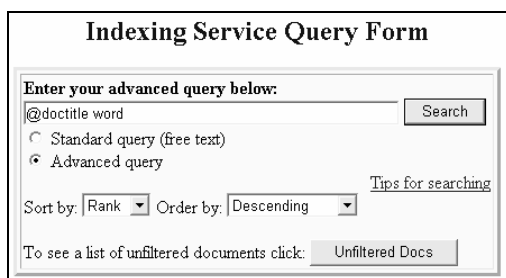 Indexing Service Query Form
Enter your advanced query below:
@doctitle word Search
Standard query (free text)
Advanced query
Tips for searching
Sort by: Rank Order by: Descending
To see a list of unfiltered documents click: Unfiltered Docs